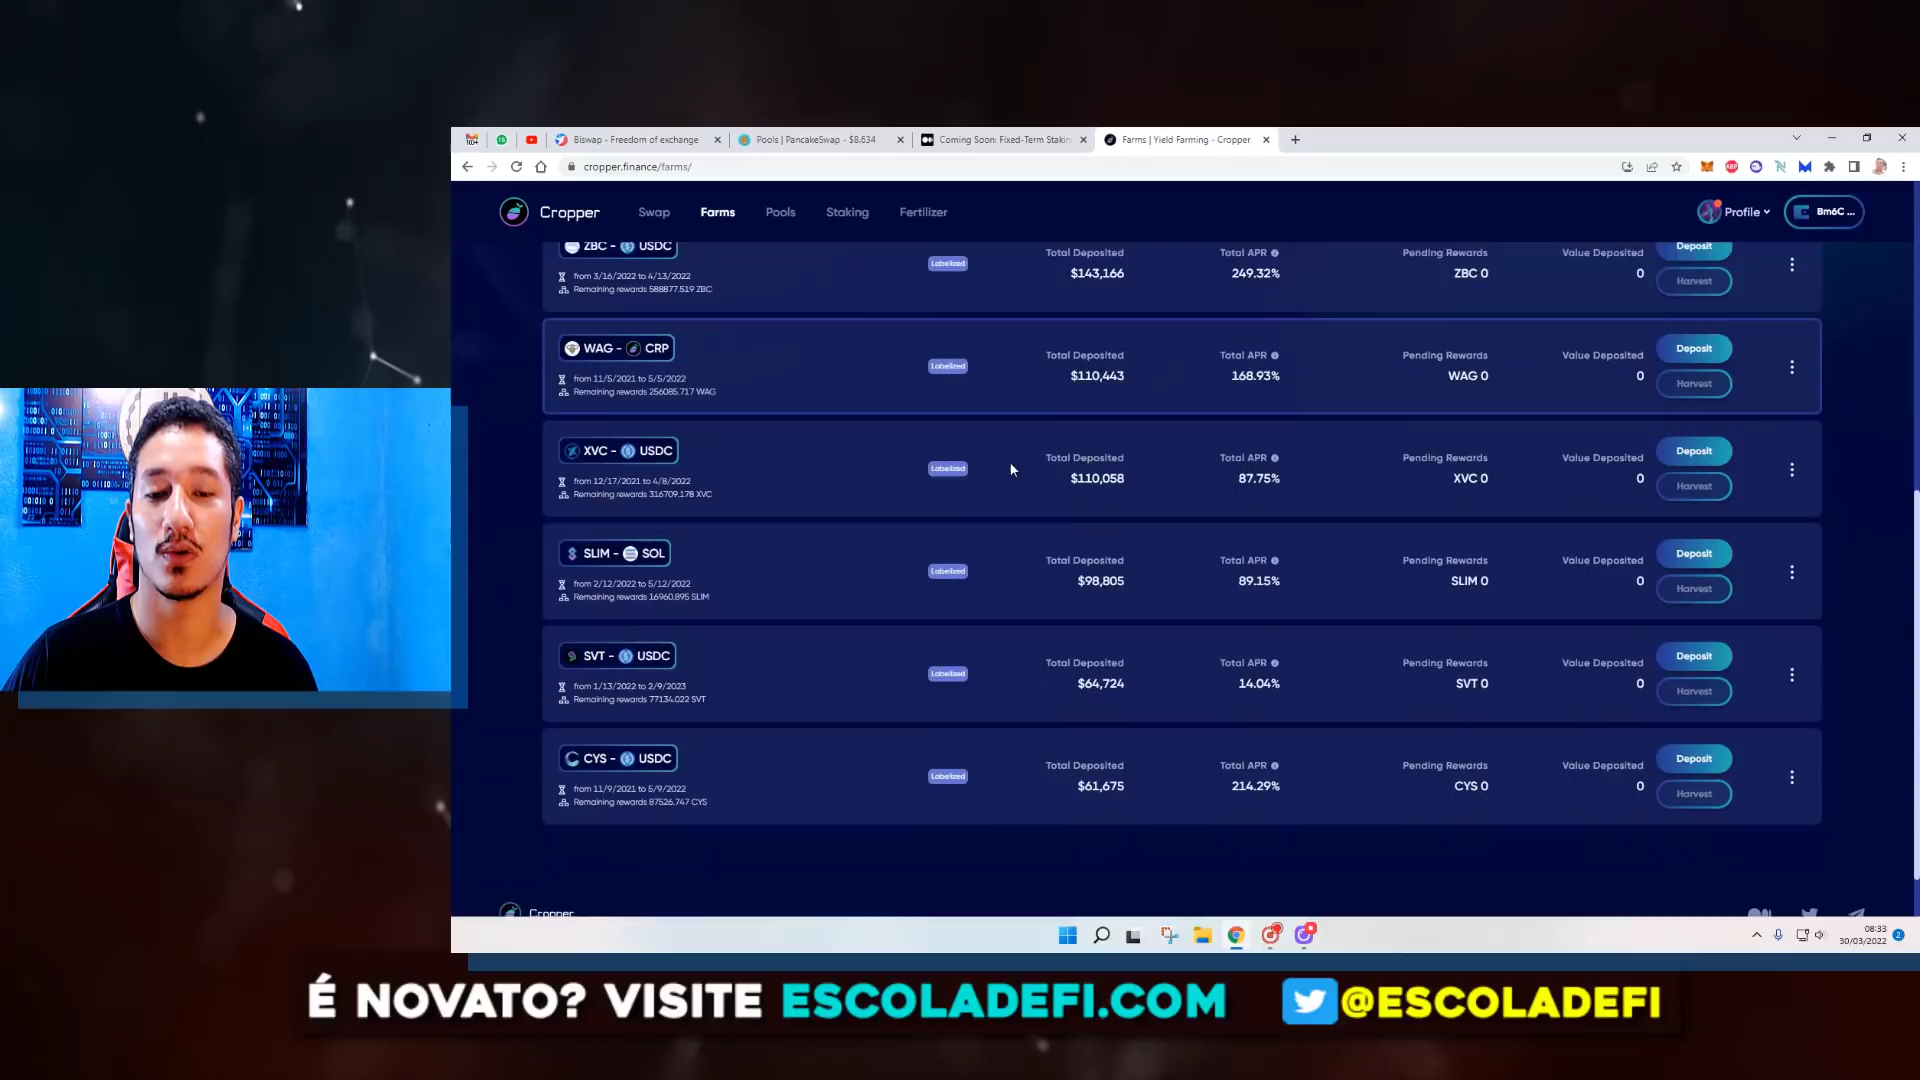 Biswap - Freedom of exchange
Pools | PancakeSwap - $8.634
Coming Soon: Fixed-Term Stakin
Farms | Yield Farming - Cropper
cropper.finance/farms/
Cropper
Swap
Farms
Pools
Staking
Fertilizer
Profile
Bm6C ...
ZBC - USDC
from 3/16/2022 to 4/13/2022
Remaining rewards 588877.519 ZBC
Labelized
Total Deposited
$143,166
Total APR
249.32%
Pending Rewards
ZBC 0
Value Deposited
0
Deposit
Harvest
WAG - CRP
from 11/5/2021 to 5/5/2022
Remaining rewards 256085.717 WAG
Labelized
Total Deposited
$110,443
Total APR
168.93%
Pending Rewards
WAG 0
Value Deposited
0
Deposit
Harvest
XVC - USDC
from 12/17/2021 to 4/8/2022
Remaining rewards 316709.178 XVC
Labelized
Total Deposited
$110,058
Total APR
87.75%
Pending Rewards
XVC 0
Value Deposited
0
Deposit
Harvest
SLIM - SOL
from 2/12/2022 to 5/12/2022
Remaining rewards 16960.895 SLIM
Labelized
Total Deposited
$98,805
Total APR
89.15%
Pending Rewards
SLIM 0
Value Deposited
0
Deposit
Harvest
SVT - USDC
from 1/13/2022 to 2/9/2023
Remaining rewards 77134.022 SVT
Labelized
Total Deposited
$64,724
Total APR
14.04%
Pending Rewards
SVT 0
Value Deposited
0
Deposit
Harvest
CYS - USDC
from 11/9/2021 to 5/9/2022
Remaining rewards 87526.747 CYS
Labelized
Total Deposited
$61,675
Total APR
214.29%
Pending Rewards
CYS 0
Value Deposited
0
Deposit
Harvest
Cropper
08:33
30/03/2022
2
É NOVATO? VISITE ESCOLADEFI.COM
@ESCOLADEFI